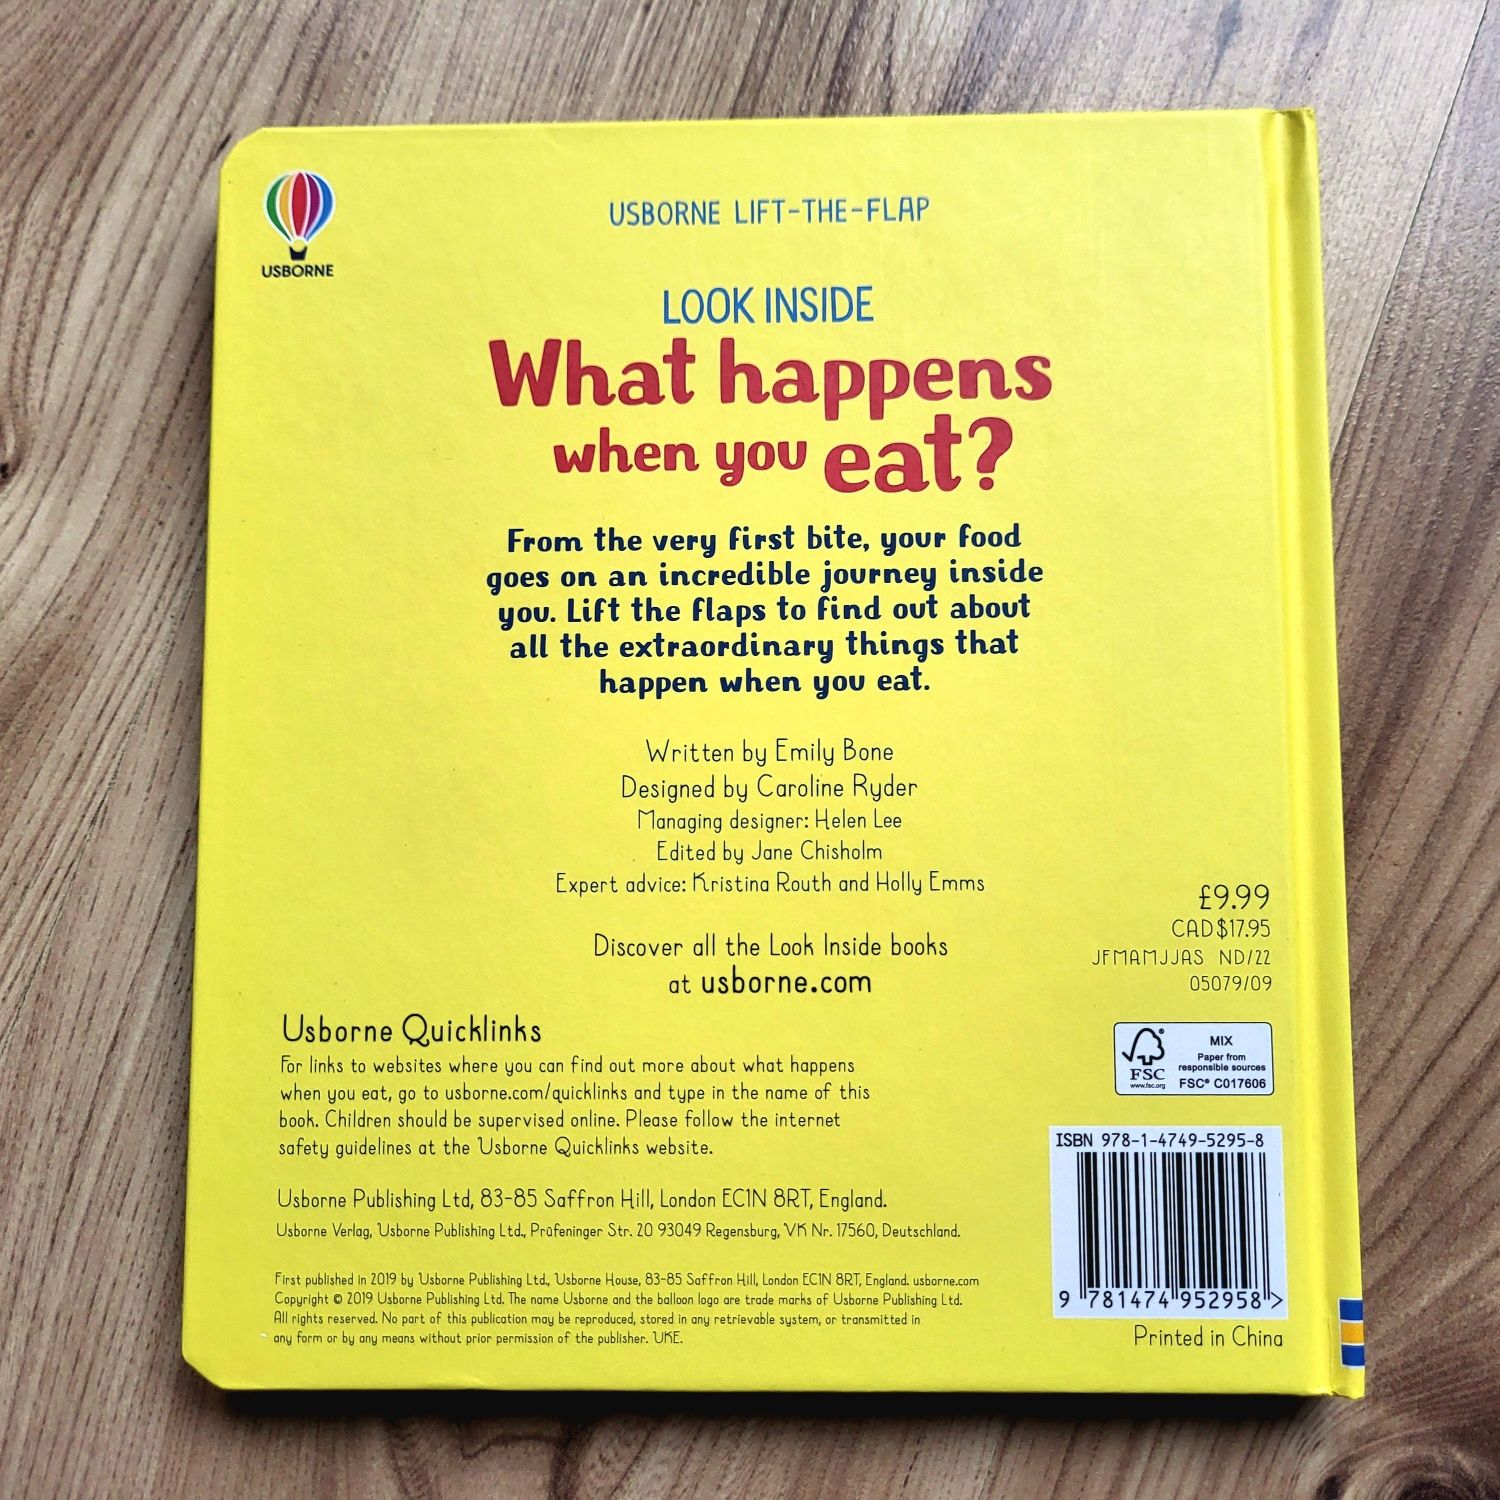 USBORNE
USBORNE LIFT-THE-FLAP
LOOK INSIDE
What happens
when you eat?
From the very first bite, your food
goes on an incredible journey inside
you. Lift the flaps to find out about
all the extraordinary things that
happen when you eat.
Written by Emily Bone
Designed by Caroline Ryder
Managing designer: Helen Lee
Edited by Jane Chisholm
Expert advice: Kristina Routh and Holly Emms
Discover all the Look Inside books
at usborne.com
£9.99
CAD$17.95
JFMAMJJAS ND/22
05079/09
Usborne Quicklinks
For links to websites where you can find out more about what happens
when you eat, go to usborne.com/quicklinks and type in the name of this
book. Children should be supervised online. Please follow the internet
safety guidelines at the Usborne Quicklinks website.
FSC
www.fsc.org
MIX
Paper from
responsible sources
FSC® C017606
Usborne Publishing Ltd, 83-85 Saffron Hill, London EC1N 8RT, England.
Usborne Verlag, Usborne Publishing Ltd., Prüfeninger Str. 20 93049 Regensburg, VK Nr. 17560, Deutschland.
First published in 2019 by Usborne Publishing Ltd., Usborne House, 83-85 Saffron Hill, London EC1N 8RT, England. usborne.com
Copyright © 2019 Usborne Publishing Ltd. The name Usborne and the balloon logo are trade marks of Usborne Publishing Ltd.
All rights reserved. No part of this publication may be reproduced, stored in any retrievable system, or transmitted in
any form or by any means without prior permission of the publisher. UKE.
ISBN 978-1-4749-5295-8
9 781474 952958 >
Printed in China